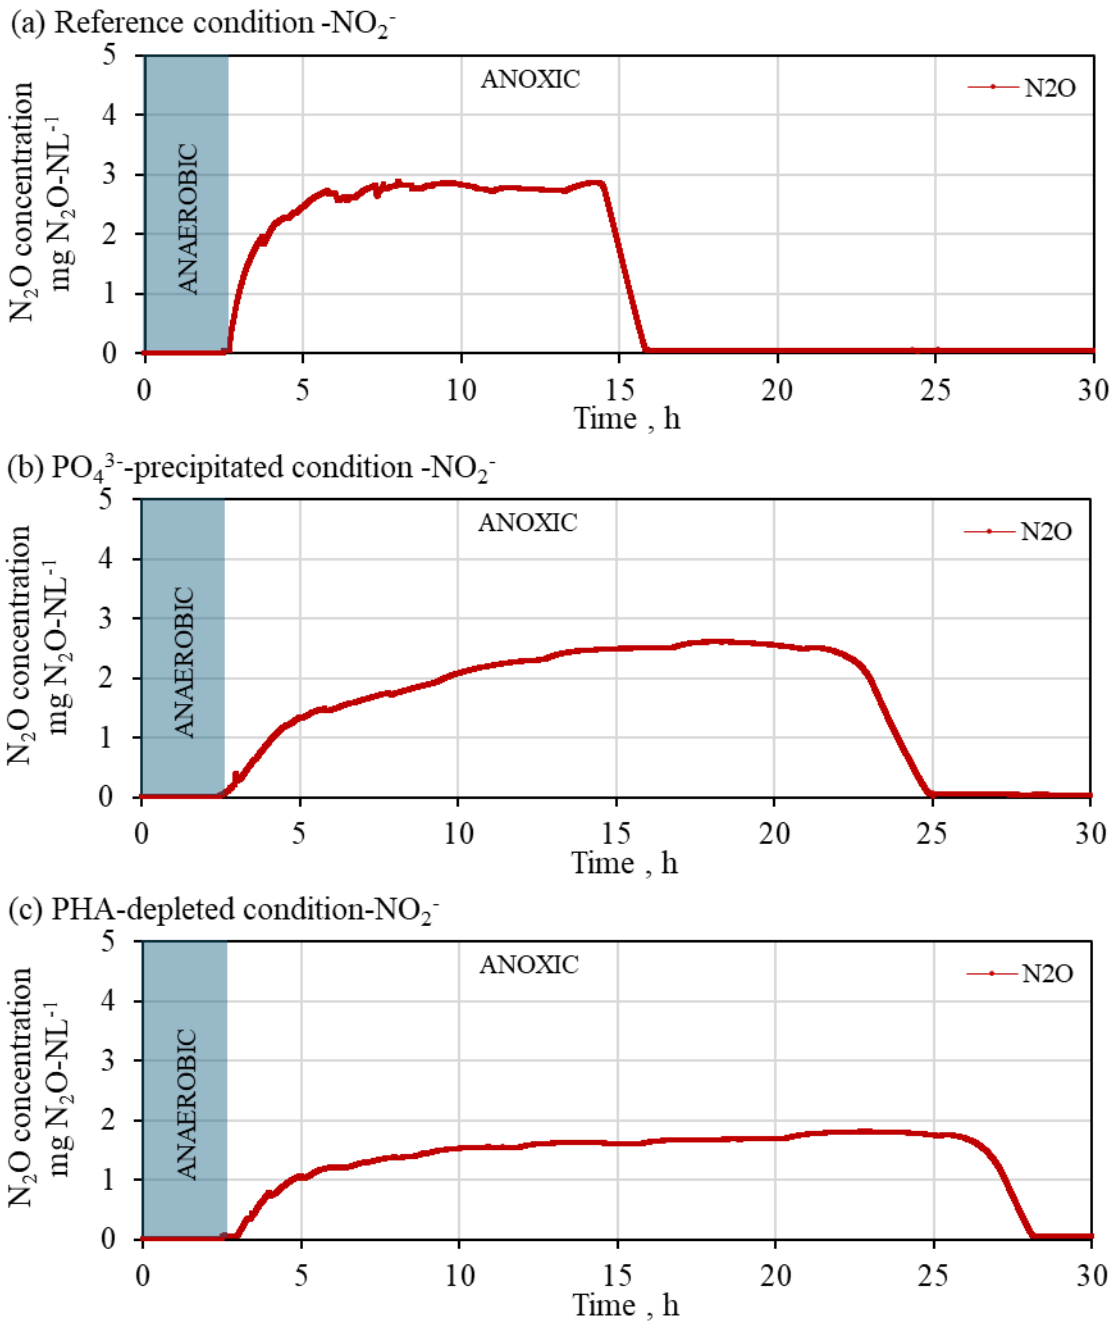 (a) Reference condition -NO₂⁻
N₂O concentration
mg N₂O-NL⁻¹
5
4
3
2
1
0
ANAEROBIC
ANOXIC
N2O
0 5 10 15 20 25 30
Time , h
(b) PO₄³⁻-precipitated condition -NO₂⁻
N₂O concentration
mg N₂O-NL⁻¹
5
4
3
2
1
0
ANAEROBIC
ANOXIC
N2O
0 5 10 15 20 25 30
Time , h
(c) PHA-depleted condition-NO₂⁻
N₂O concentration
mg N₂O-NL⁻¹
5
4
3
2
1
0
ANAEROBIC
ANOXIC
N2O
0 5 10 15 20 25 30
Time , h